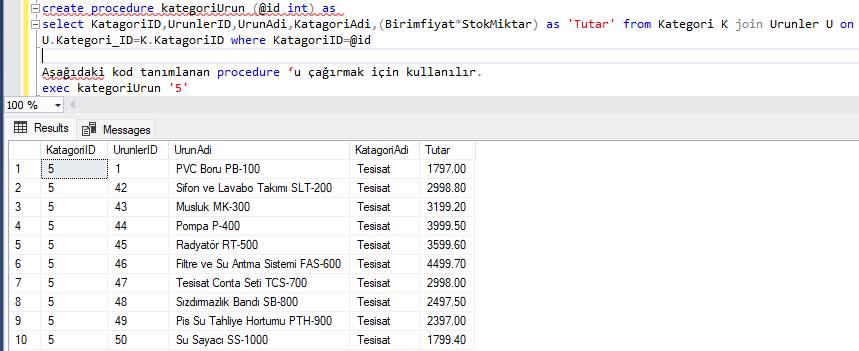 create procedure kategoriUrun (@id int) as
select KatagoriID,UrunlerID,UrunAdi,KatagoriAdi,(Birimfiyat*StokMiktar) as 'Tutar' from Kategori K join Urunler U on
U.Kategori_ID=K.KatagoriID where KatagoriID=@id
Aşağıdaki kod tanımlanan procedure ‘u çağırmak için kullanılır.
exec kategoriUrun '5'
100 %
Results Messages
KatagoriID UrunlerID UrunAdi KatagoriAdi Tutar
1 5 1 PVC Boru PB-100 Tesisat 1797.00
2 5 42 Sifon ve Lavabo Takımı SLT-200 Tesisat 2998.80
3 5 43 Musluk MK-300 Tesisat 3199.20
4 5 44 Pompa P-400 Tesisat 3999.50
5 5 45 Radyatör RT-500 Tesisat 3599.60
6 5 46 Filtre ve Su Arıtma Sistemi FAS-600 Tesisat 4499.70
7 5 47 Tesisat Conta Seti TCS-700 Tesisat 2998.00
8 5 48 Sızdırmazlık Bandı SB-800 Tesisat 2497.50
9 5 49 Pis Su Tahliye Hortumu PTH-900 Tesisat 2397.00
10 5 50 Su Sayacı SS-1000 Tesisat 1799.40